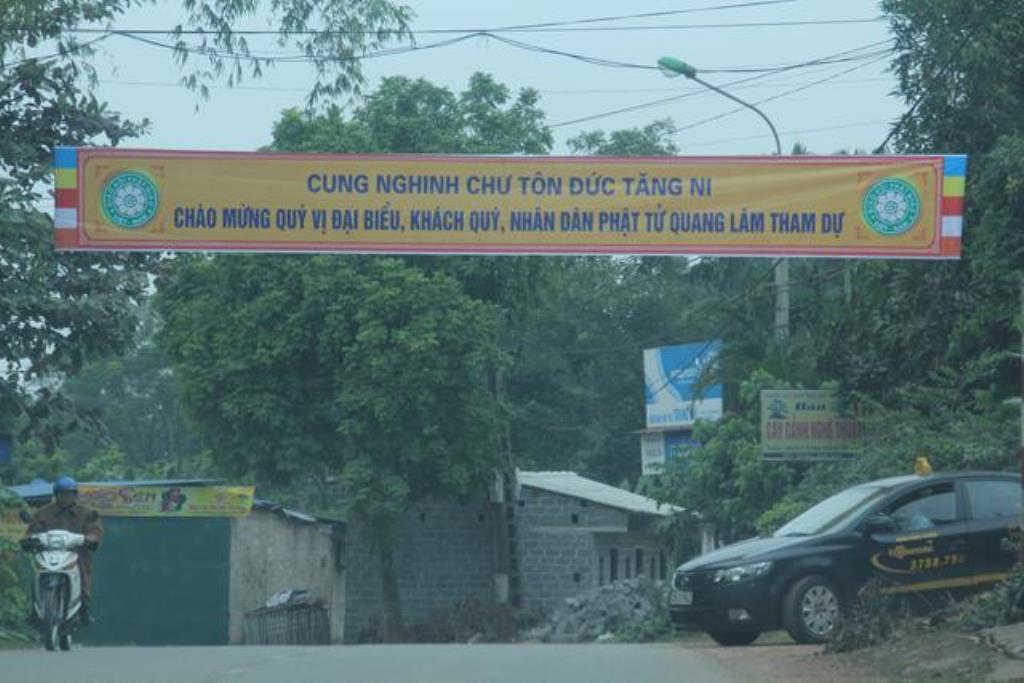 CUNG NGHINH CHƯ TÔN ĐỨC TĂNG NI
CHÀO MỪNG QUÝ VỊ ĐẠI BIỂU, KHÁCH QUÝ, NHÂN DÂN PHẬT TỬ QUANG LÂM THAM DỰ
Bán
CÂY CẢNH NGHỆ THUẬT